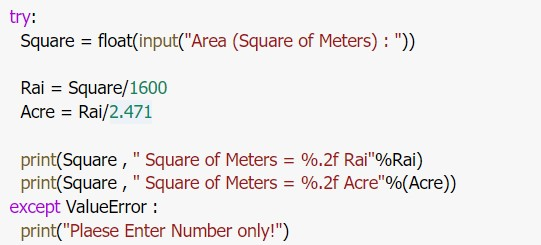 try:
Square = float(input("Area (Square of Meters) : "))
Rai = Square/1600
Acre = Rai/2.471
print(Square , " Square of Meters = %.2f Rai"%Rai)
print(Square , " Square of Meters = %.2f Acre"%(Acre))
except ValueError :
print("Plaese Enter Number only!")